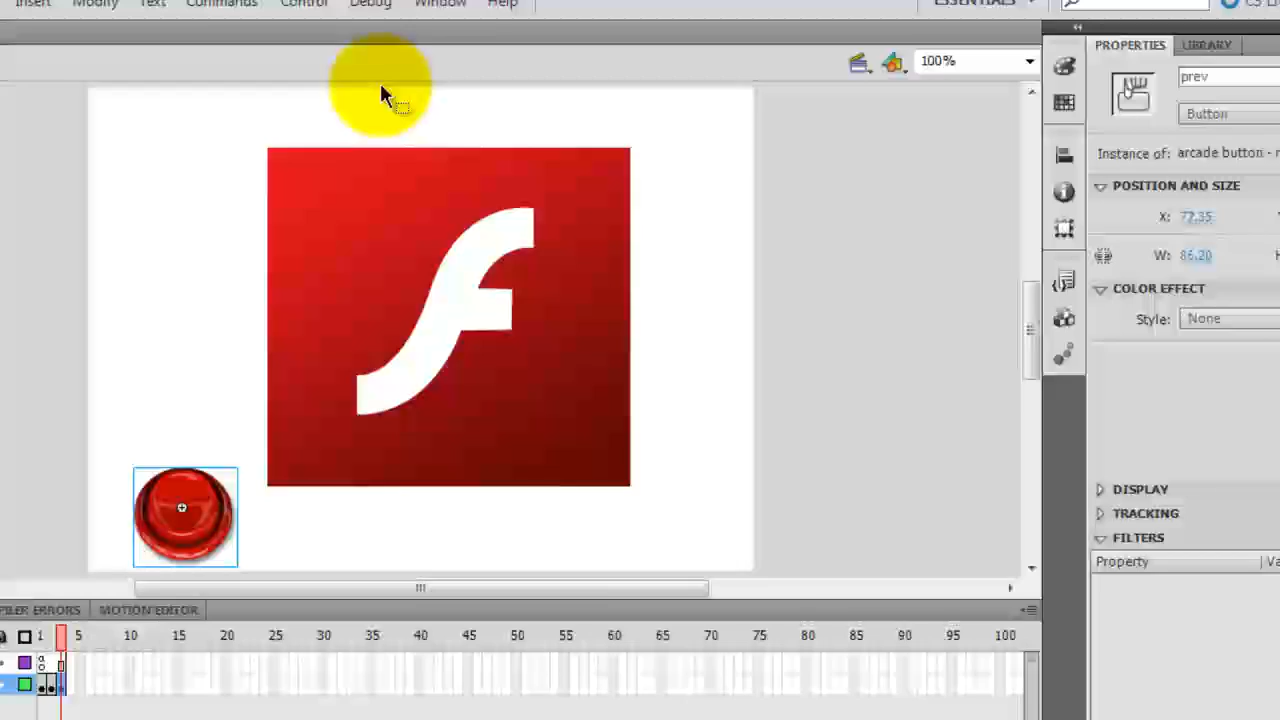 Insert Modify Text Commands Control Debug Window Help
ESSENTIALS
100%
PROPERTIES LIBRARY
prev
Button
Instance of: arcade button -
POSITION AND SIZE
X: 77.35
W: 86.20
COLOR EFFECT
Style: None
DISPLAY
TRACKING
FILTERS
Property
ERRORS MOTION EDITOR
1 5 10 15 20 25 30 35 40 45 50 55 60 65 70 75 80 85 90 95 100